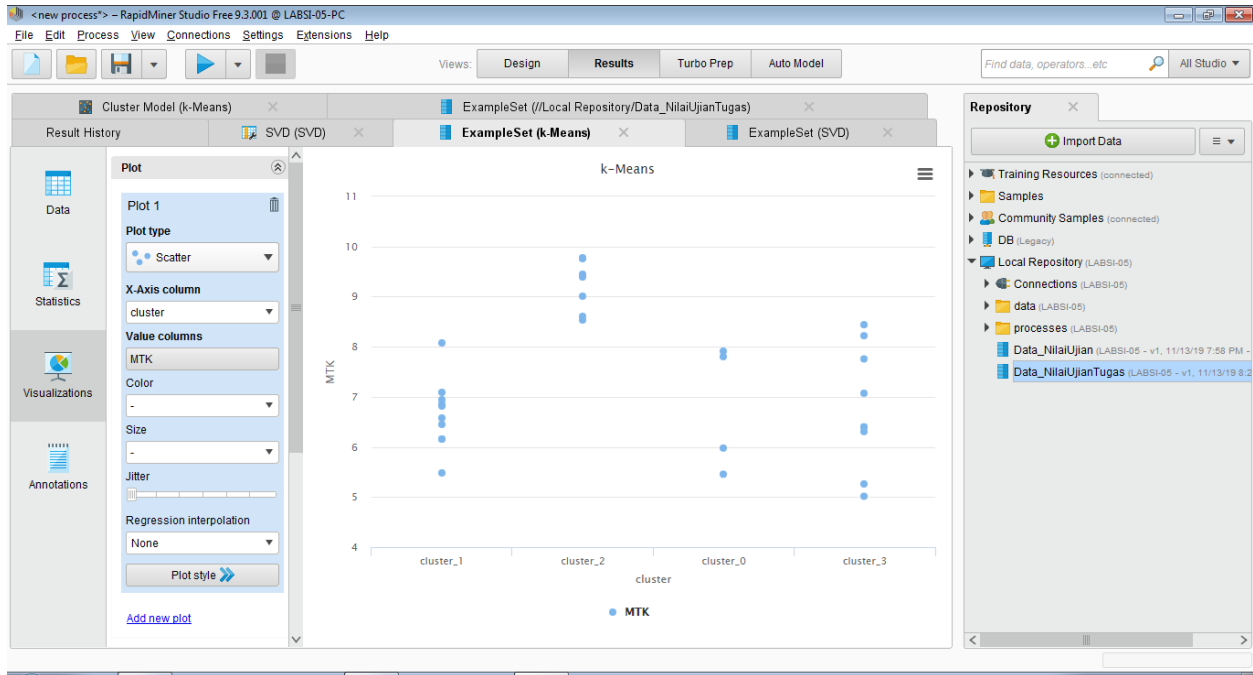 <new process*> – RapidMiner Studio Free 9.3.001 @ LABSI-05-PC
File Edit Process View Connections Settings Extensions Help
Views: Design Results Turbo Prep Auto Model
Find data, operators...etc
All Studio
Cluster Model (k-Means)
ExampleSet (//Local Repository/Data_NilaiUjianTugas)
Result History
SVD (SVD)
ExampleSet (k-Means)
ExampleSet (SVD)
Data
Statistics
Visualizations
Annotations
Plot
Plot 1
Plot type
Scatter
X-Axis column
cluster
Value columns
MTK
Color
-
Size
-
Jitter
Regression interpolation
None
Plot style
Add new plot
k-Means
11
10
9
8
7
6
5
4
MTK
cluster_1 cluster_2 cluster_0 cluster_3
cluster
MTK
Repository
Import Data
Training Resources (connected)
Samples
Community Samples (connected)
DB (Legacy)
Local Repository (LABSI-05)
Connections (LABSI-05)
data (LABSI-05)
processes (LABSI-05)
Data_NilaiUjian (LABSI-05 - v1, 11/13/19 7:58 PM -
Data_NilaiUjianTugas (LABSI-05 - v1, 11/13/19 8:2